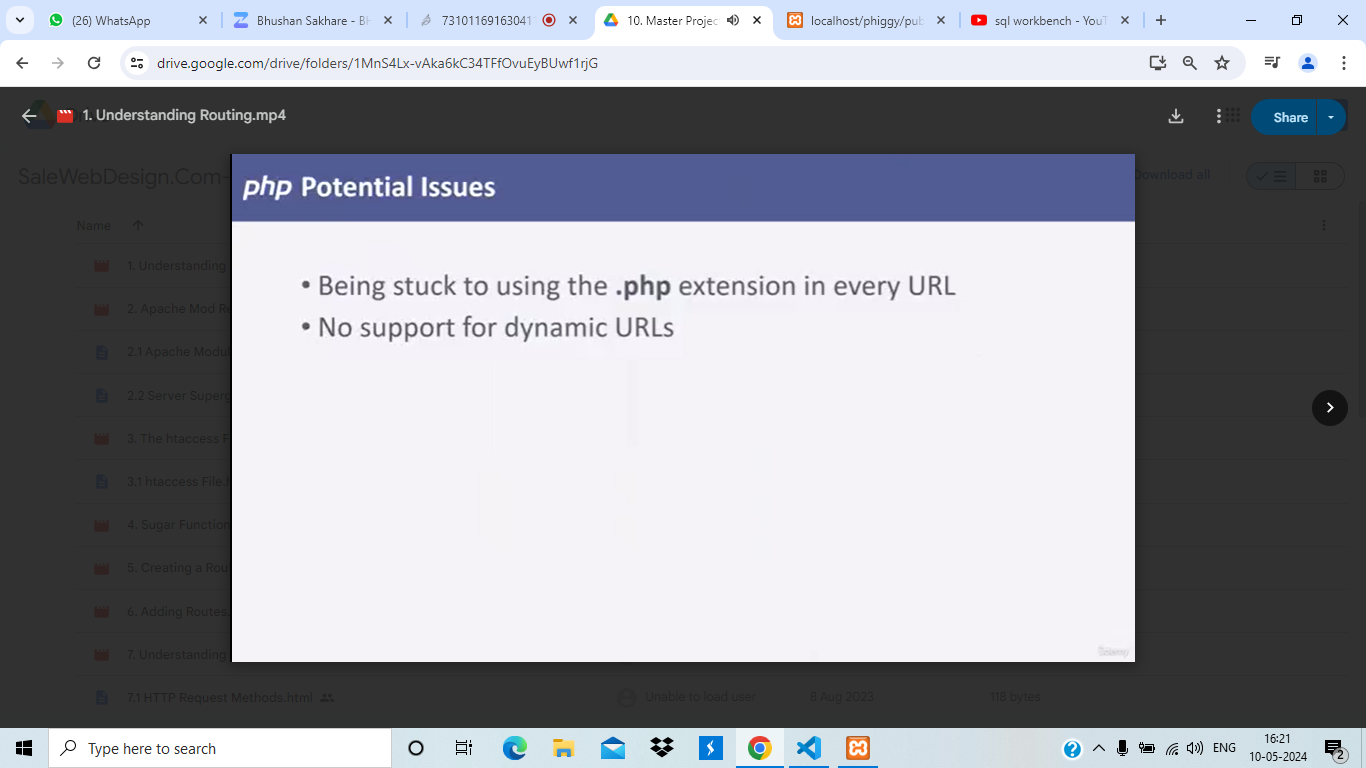 (26) WhatsApp
Bhushan Sakhare - BH
73101169163041
10. Master Projec
localhost/phiggy/pub
sql workbench - YouT
drive.google.com/drive/folders/1MnS4Lx-vAka6kC34TFfOvuEyBUwf1rjG
1. Understanding Routing.mp4
Share
SaleWebDesign.Com-
Download all
php Potential Issues
Name
• Being stuck to using the .php extension in every URL
• No support for dynamic URLs
1. Understanding
2. Apache Mod Re
2.1 Apache Modul
2.2 Server Superg
3. The htaccess F
3.1 htaccess File.
4. Sugar Function
5. Creating a Rou
6. Adding Routes.
7. Understanding
Udemy
7.1 HTTP Request Methods.html
Unable to load user
8 Aug 2023
118 bytes
Type here to search
ENG
16:21
10-05-2024
2